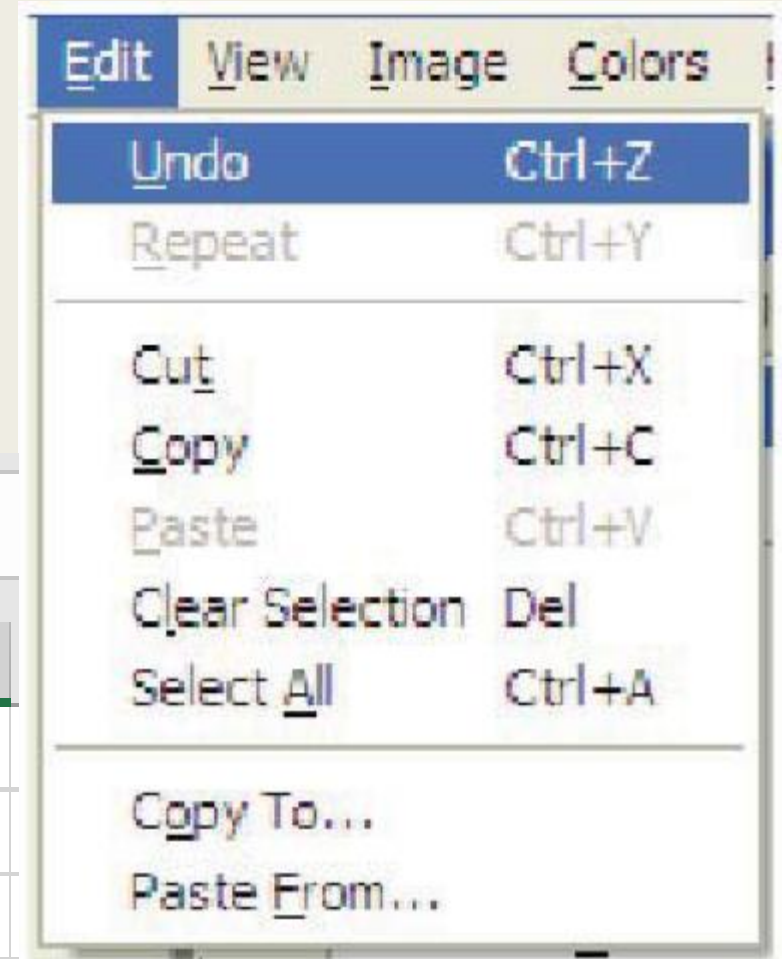 Edit View Image Colors
Undo Ctrl+Z
Repeat Ctrl+Y
Cut Ctrl+X
Copy Ctrl+C
Paste Ctrl+V
Clear Selection Del
Select All Ctrl+A
Copy To...
Paste From...